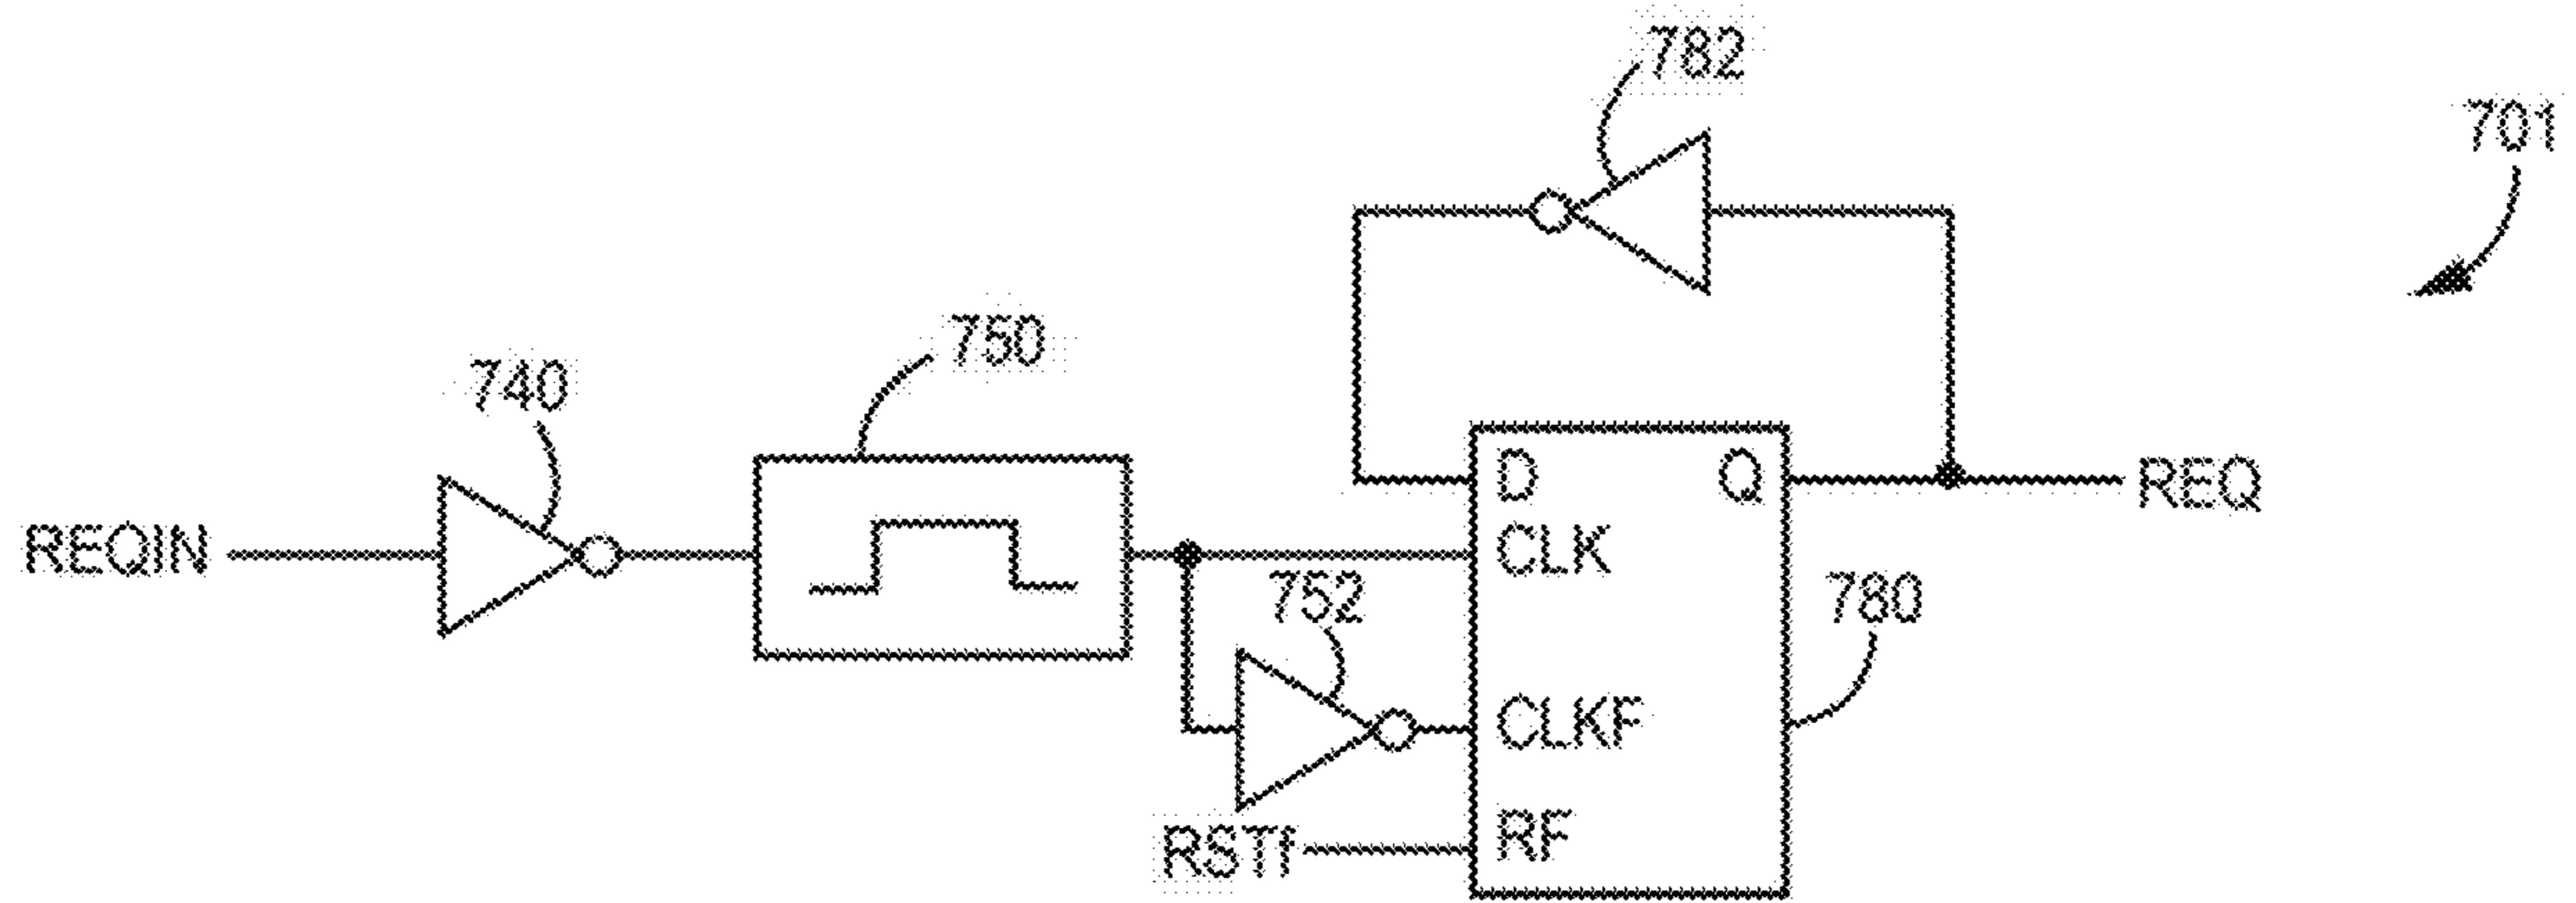 782
701
750
740
D
Q
REQ
REQIN
CLK
752
780
CLKF
RSTf
RF